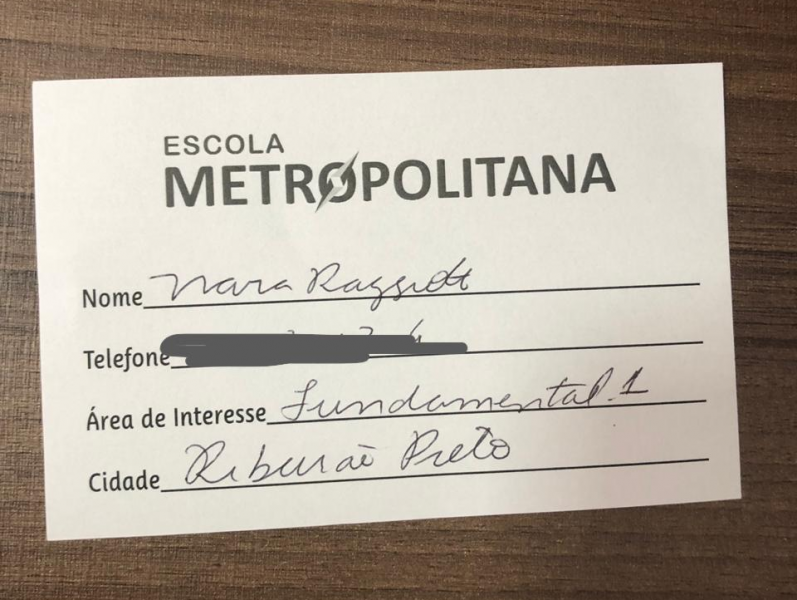 ESCOLA
METROPOLITANA
Nome Nara
Telefone
Área de Interesse Fundamental 1
Cidade Ribeirão Preto